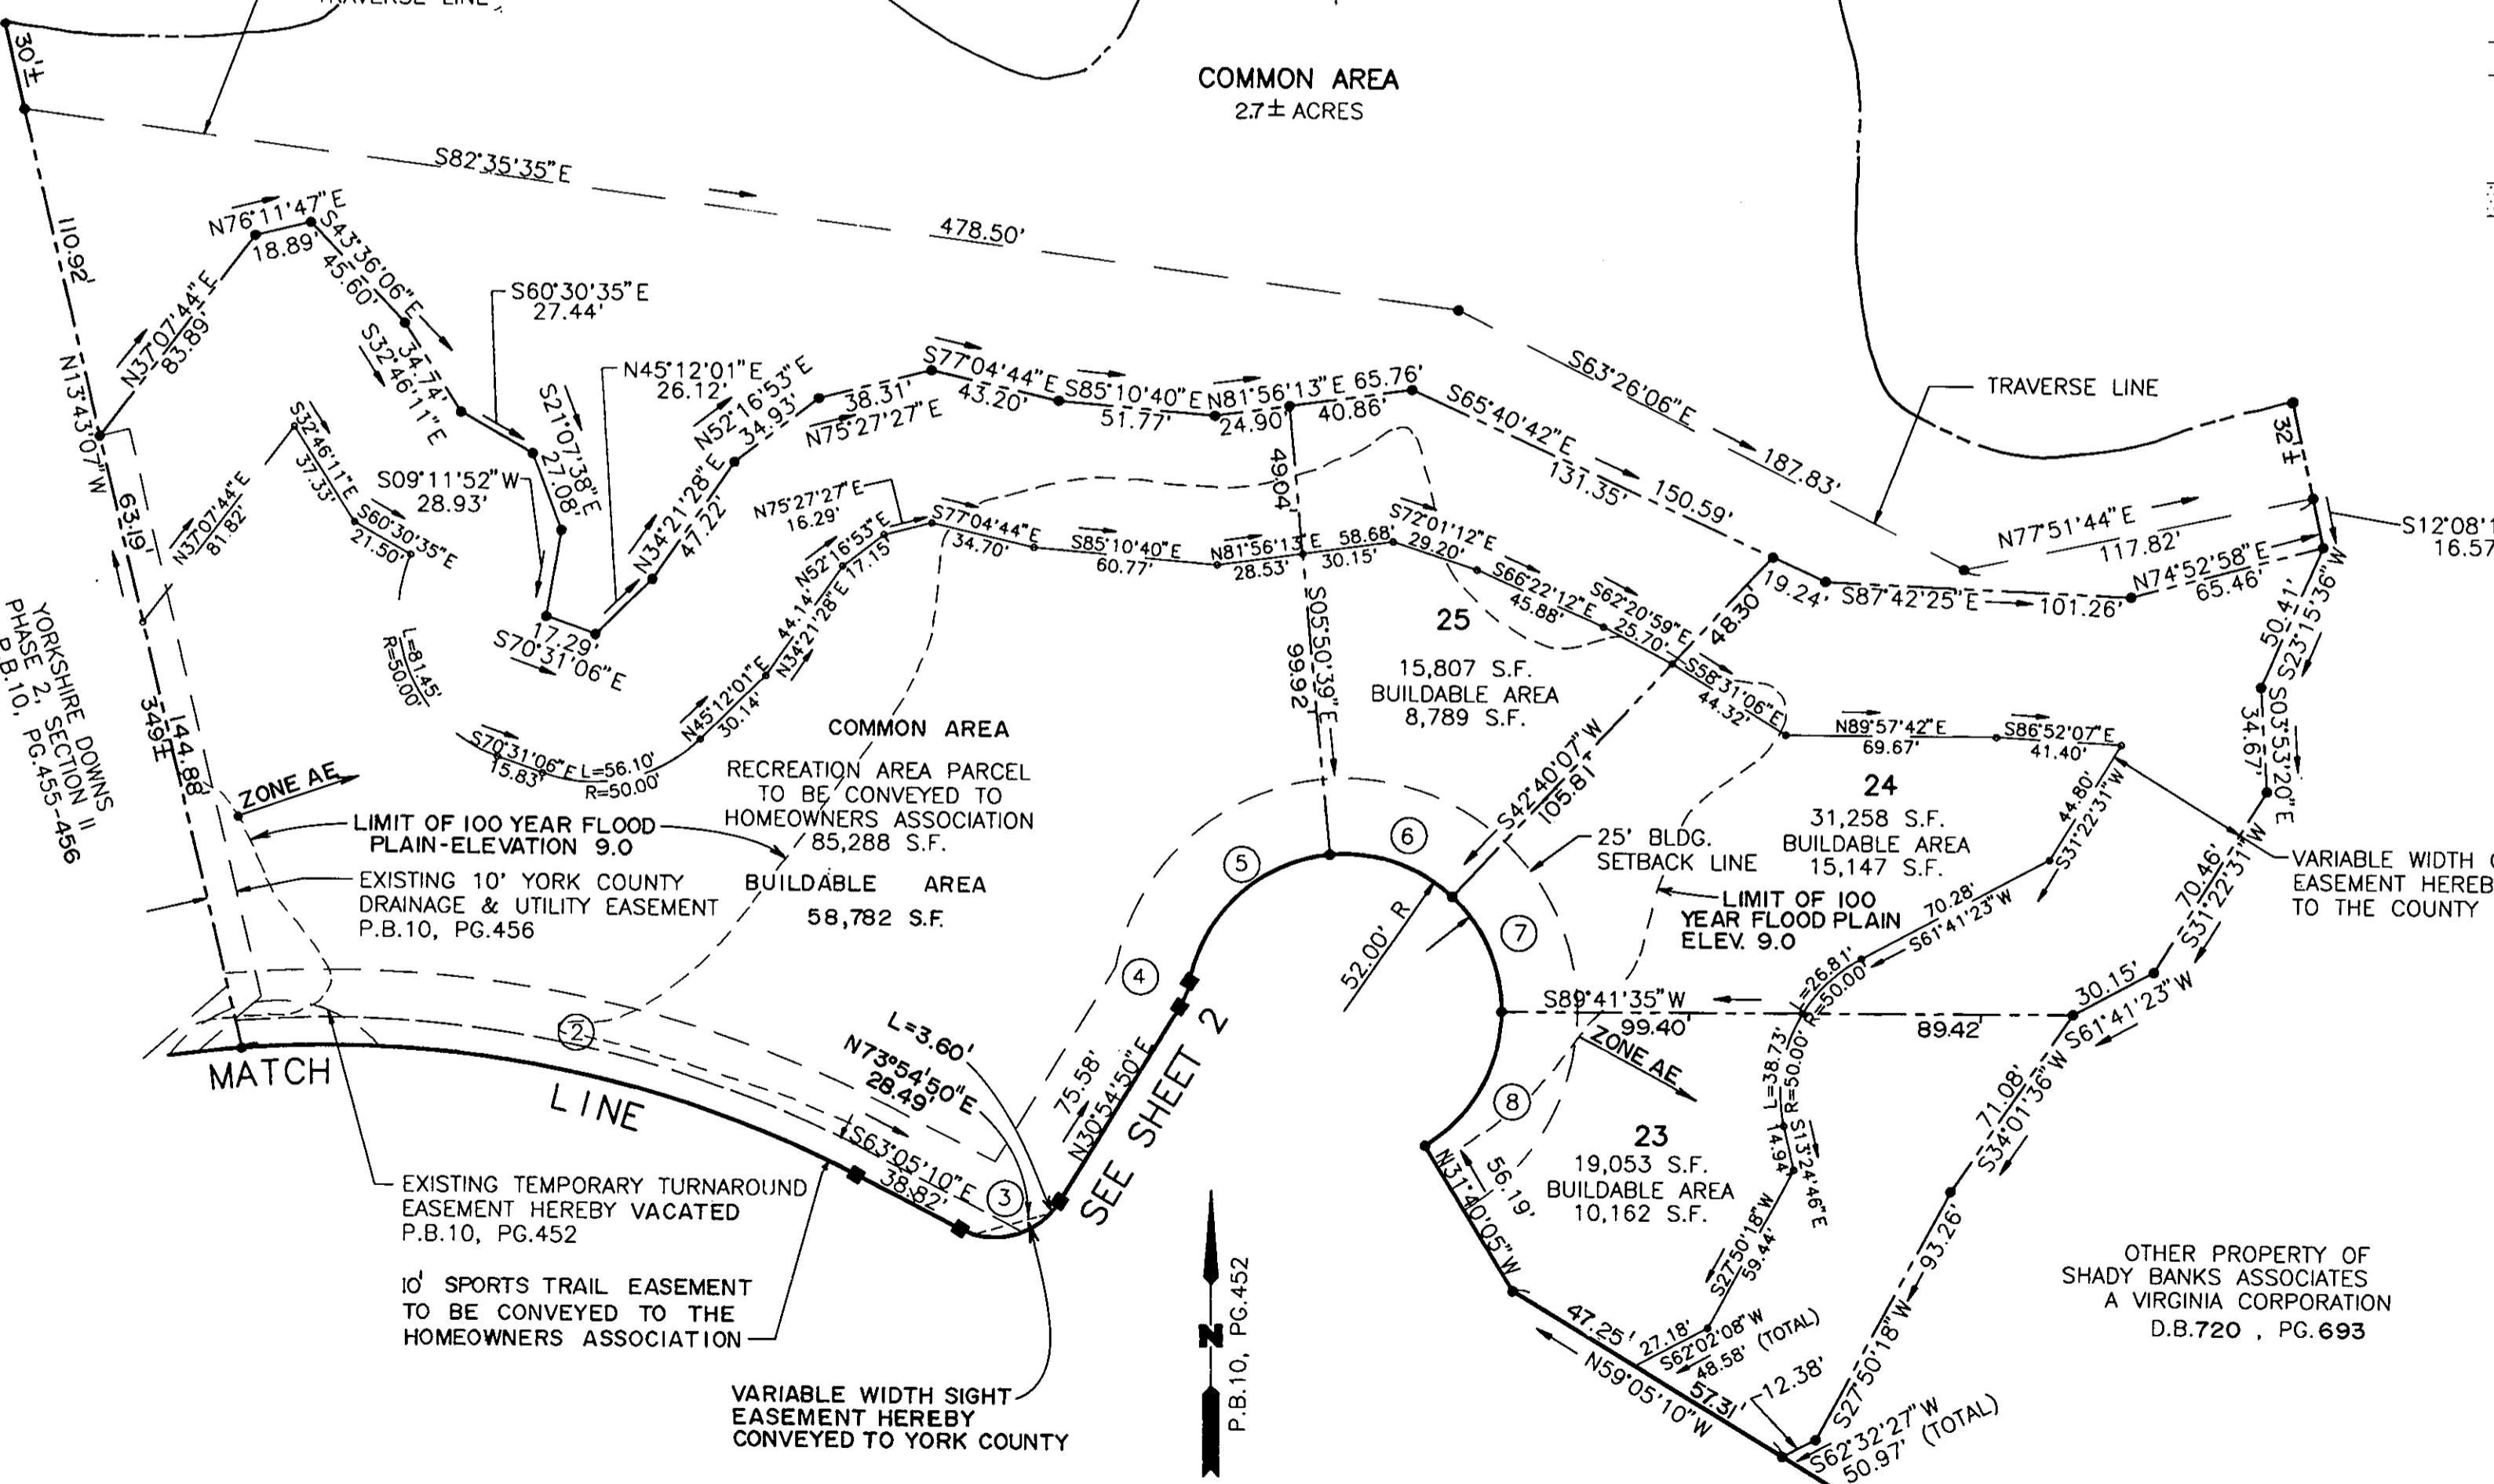 TRAVERSE LINE
30'±
COMMON AREA
2.7± ACRES
S82°35'35"E
478.50'
110.92'
N13°43'07"W
63.19'
349'±
144.88'
N76°11'47"E
18.89'
S43°36'06"E
45.60'
N37°07'44"E
83.89'
S32°46'11"E
34.74'
S60°30'35"E
27.44'
S21°07'38"E
27.08'
S09°11'52"W
28.93'
17.29'
S70°31'06"E
N45°12'01"E
26.12'
N34°21'28"E
47.22'
N52°16'53"E
34.93'
38.31'
N75°27'27"E
S77°04'44"E
43.20'
S85°10'40"E
51.77'
N81°56'13"E 65.76'
24.90'
40.86'
S65°40'42"E
131.35'
150.59'
19.24'
S63°26'06"E
187.83'
TRAVERSE LINE
32'±
N77°51'44"E
117.82'
S12°08'1
16.57
N74°52'58"E
65.46'
S87°42'25"E
101.26'
S32°46'11"E
37.33'
N37°07'44"E
81.82'
S60°30'35"E
21.50'
L=81.45'
R=50.00'
S70°31'06"E
15.83'
L=56.10'
R=50.00'
N45°12'01"E
30.14'
44.14'
N34°21'28"E
N52°16'53"E
17.15'
N75°27'27"E
16.29'
S77°04'44"E
34.70'
S85°10'40"E
60.77'
N81°56'13"E
28.53'
58.68'
30.15'
49.04'
S05°50'39"E
99.92'
S72°01'12"E
29.20'
S66°22'12"E
45.88'
S62°20'59"E
25.70'
48.30'
S58°31'06"E
44.32'
S42°40'07"W
105.81'
N89°57'42"E
69.67'
S86°52'07"E
41.40'
44.80'
S31°22'31"W
50.41'
S23°15'36"W
S03°53'20"E
34.67'
70.46'
S31°22'31"W
30.15'
S61°41'23"W
71.08'
S34°01'36"W
93.26'
S27°50'18"W
25
15,807 S.F.
BUILDABLE AREA
8,789 S.F.
24
31,258 S.F.
BUILDABLE AREA
15,147 S.F.
YORKSHIRE DOWNS
PHASE 2, SECTION II
P.B.10, PG.455-456
ZONE AE
LIMIT OF 100 YEAR FLOOD
PLAIN-ELEVATION 9.0
EXISTING 10' YORK COUNTY
DRAINAGE & UTILITY EASEMENT
P.B.10, PG.456
COMMON AREA
RECREATION AREA PARCEL
TO BE CONVEYED TO
HOMEOWNERS ASSOCIATION
85,288 S.F.
BUILDABLE AREA
58,782 S.F.
25' BLDG.
SETBACK LINE
LIMIT OF 100
YEAR FLOOD PLAIN
ELEV. 9.0
VARIABLE WIDTH
EASEMENT HEREB
TO THE COUNTY
70.28'
S61°41'23"W
L=26.81'
R=50.00'
S89°41'35"W
99.40'
89.42'
L=38.73'
R=50.00'
14.94'
S13°24'46"E
S27°50'18"W
59.44'
2
3
4
5
6
7
8
52.00' R
MATCH
LINE
SEE SHEET 2
L=3.60'
N73°54'50"E
28.49'
75.58'
N30°54'50"E
S63°05'10"E
38.82'
ZONE AE
23
19,053 S.F.
BUILDABLE AREA
10,162 S.F.
56.19'
N31°40'05"W
47.25'
27.18'
S62°02'08"W
48.58' (TOTAL)
N59°05'10"W
57.31'
12.38'
S62°32'27"W
50.97' (TOTAL)
EXISTING TEMPORARY TURNAROUND
EASEMENT HEREBY VACATED
P.B.10, PG.452
10' SPORTS TRAIL EASEMENT
TO BE CONVEYED TO THE
HOMEOWNERS ASSOCIATION
VARIABLE WIDTH SIGHT
EASEMENT HEREBY
CONVEYED TO YORK COUNTY
N
P.B.10, PG.452
OTHER PROPERTY OF
SHADY BANKS ASSOCIATES
A VIRGINIA CORPORATION
D.B.720 , PG.693